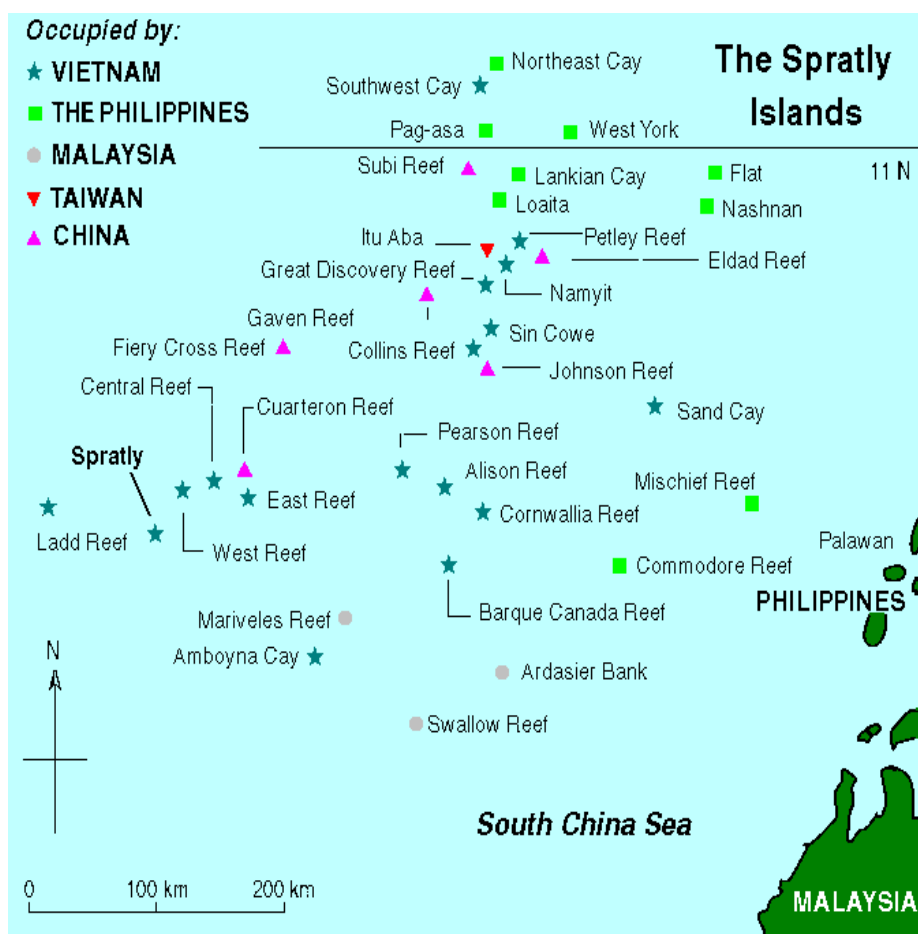 Occupied by:
VIETNAM
THE PHILIPPINES
MALAYSIA
TAIWAN
CHINA
The Spratly
Islands
Northeast Cay
Southwest Cay
Pag-asa
West York
Subi Reef
Lankian Cay
Flat
11 N
Loaita
Nashnan
Itu Aba
Petley Reef
Great Discovery Reef
Eldad Reef
Namyit
Gaven Reef
Sin Cowe
Fiery Cross Reef
Collins Reef
Johnson Reef
Central Reef
Cuarteron Reef
Sand Cay
Pearson Reef
Spratly
Alison Reef
Mischief Reef
East Reef
Cornwallia Reef
Ladd Reef
West Reef
Palawan
Commodore Reef
PHILIPPINES
Barque Canada Reef
Mariveles Reef
N
Amboyna Cay
Ardasier Bank
Swallow Reef
South China Sea
0 100 km 200 km
MALAYSIA